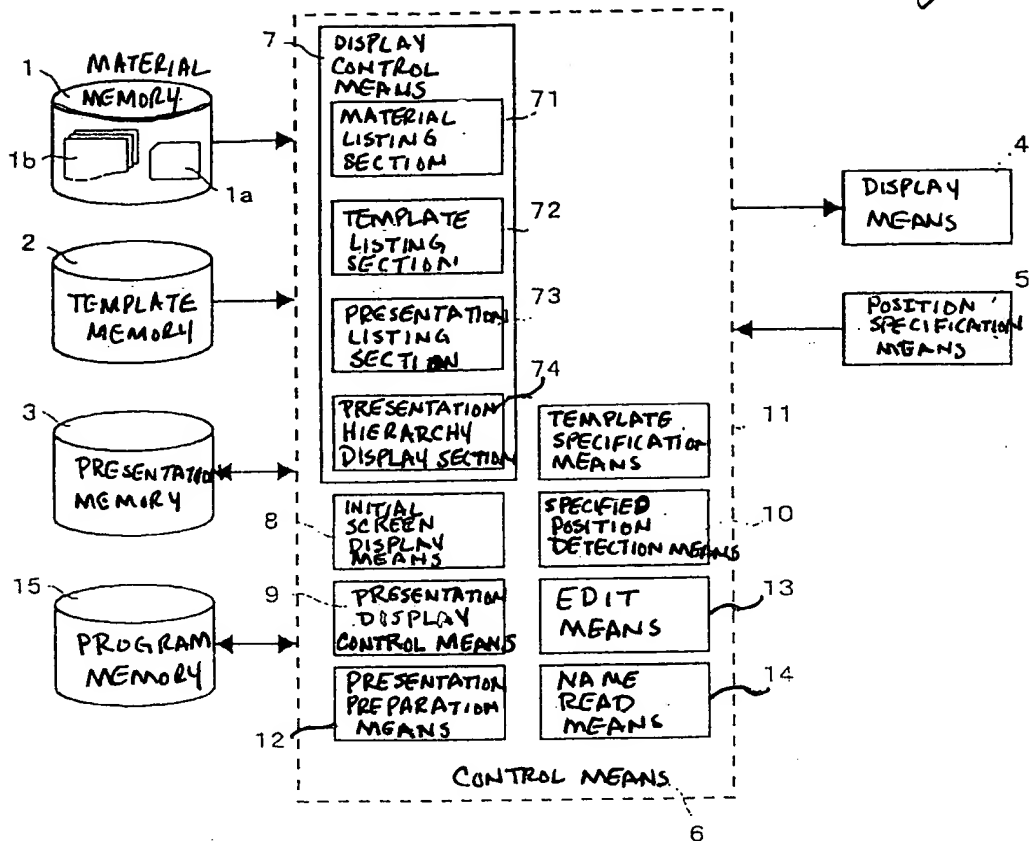 1
MATERIAL
MEMORY
1b
1a
2
TEMPLATE
MEMORY
3
PRESENTATION
MEMORY
15
PROGRAM
MEMORY
7
DISPLAY
CONTROL
MEANS
71
MATERIAL
LISTING
SECTION
72
TEMPLATE
LISTING
SECTION
73
PRESENTATION
LISTING
SECTION
74
PRESENTATION
HIERARCHY
DISPLAY SECTION
8
INITIAL
SCREEN
DISPLAY
MEANS
9
PRESENTATION
DISPLAY
CONTROL MEANS
12
PRESENTATION
PREPARATION
MEANS
11
TEMPLATE
SPECIFICATION
MEANS
10
SPECIFIED
POSITION
DETECTION MEANS
13
EDIT
MEANS
14
NAME
READ
MEANS
CONTROL MEANS
6
4
DISPLAY
MEANS
5
POSITION
SPECIFICATION
MEANS